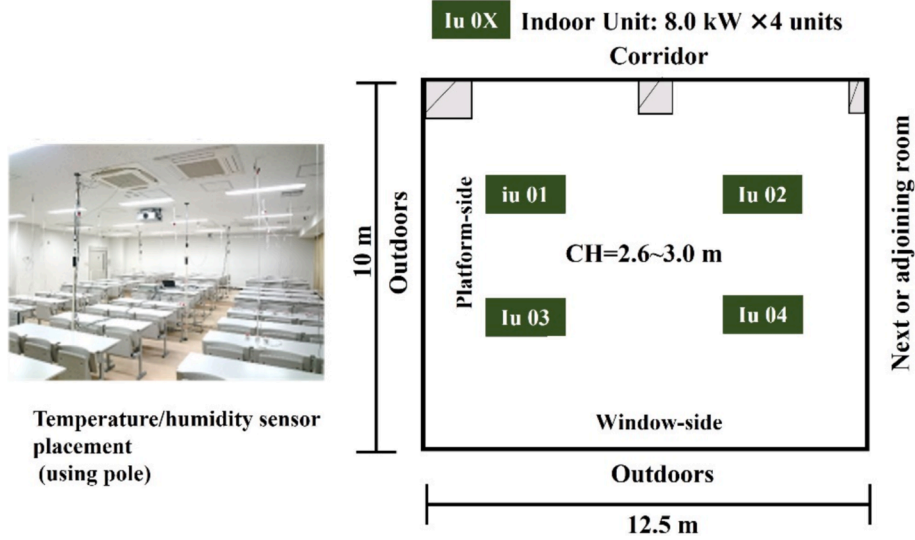 Iu 0X Indoor Unit: 8.0 kW ×4 units
Corridor
10 m
Outdoors
Platform-side
iu 01
Iu 02
CH=2.6~3.0 m
Iu 03
Iu 04
Next or adjoining room
Window-side
Outdoors
12.5 m
Temperature/humidity sensor
placement
(using pole)